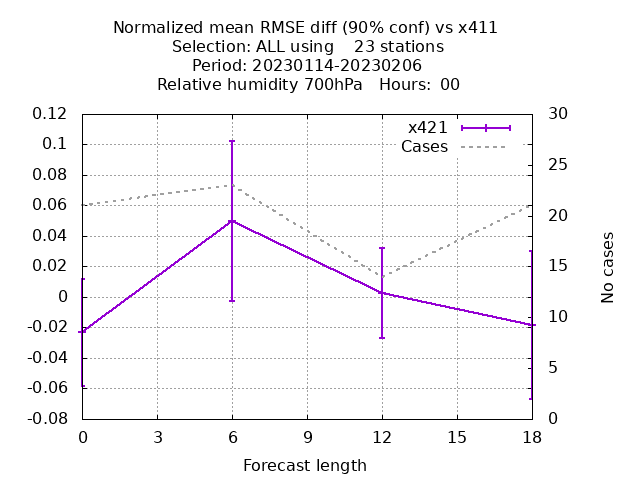 Normalized mean RMSE diff (90% conf) vs x411
Selection: ALL using    23 stations
Period: 20230114-20230206
Relative humidity 700hPa   Hours: 00
x421
Cases
0.12
0.1
0.08
0.06
0.04
0.02
0
-0.02
-0.04
-0.06
-0.08
30
25
20
15
10
5
0
No cases
0 3 6 9 12 15 18
Forecast length